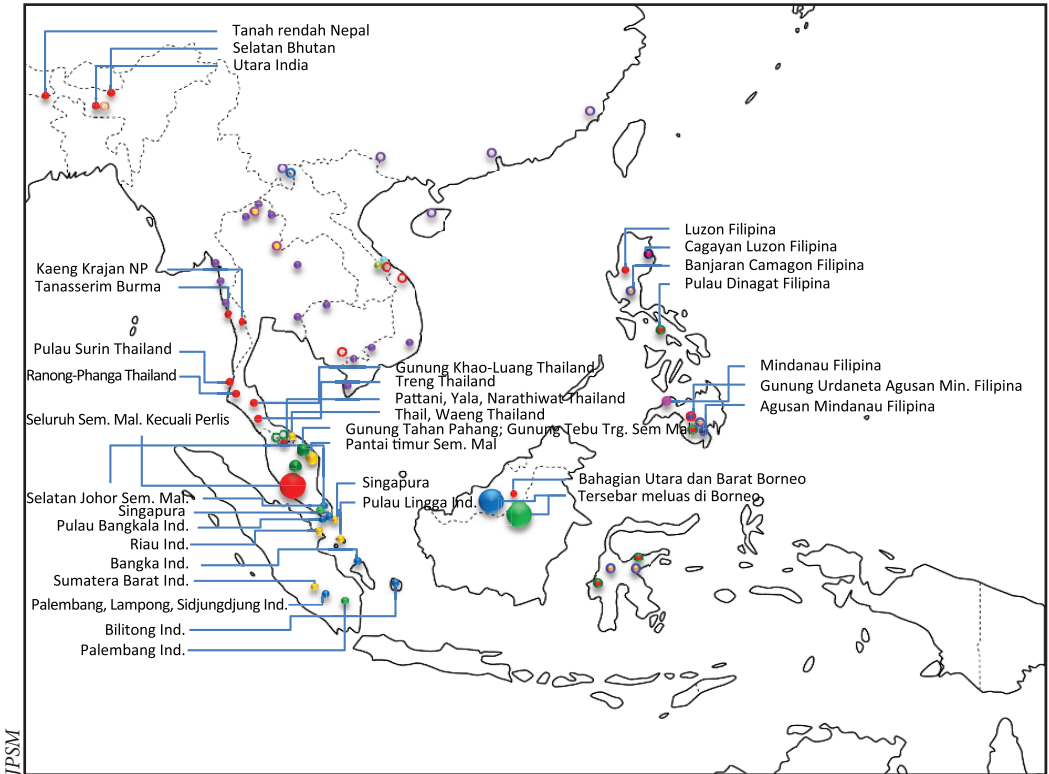 Tanah rendah Nepal
Selatan Bhutan
Utara India
Luzon Filipina
Cagayan Luzon Filipina
Banjaran Camagon Filipina
Pulau Dinagat Filipina
Kaeng Krajan NP
Tanasserim Burma
Pulau Surin Thailand
Ranong-Phanga Thailand
Seluruh Sem. Mal. Kecuali Perlis
Gunung Khao-Luang Thailand
Treng Thailand
Pattani, Yala, Narathiwat Thailand
Thail, Waeng Thailand
Gunung Tahan Pahang; Gunung Tebu Trg. Sem Mal
Pantai timur Sem. Mal
Mindanau Filipina
Gunung Urdaneta Agusan Min. Filipina
Agusan Mindanau Filipina
Singapura
Pulau Lingga Ind.
Bahagian Utara dan Barat Borneo
Tersebar meluas di Borneo
Selatan Johor Sem. Mal.
Singapura
Pulau Bangkala Ind.
Riau Ind.
Bangka Ind.
Sumatera Barat Ind.
Palembang, Lampong, Sidjungdjung Ind.
Bilitong Ind.
Palembang Ind.
JPSM